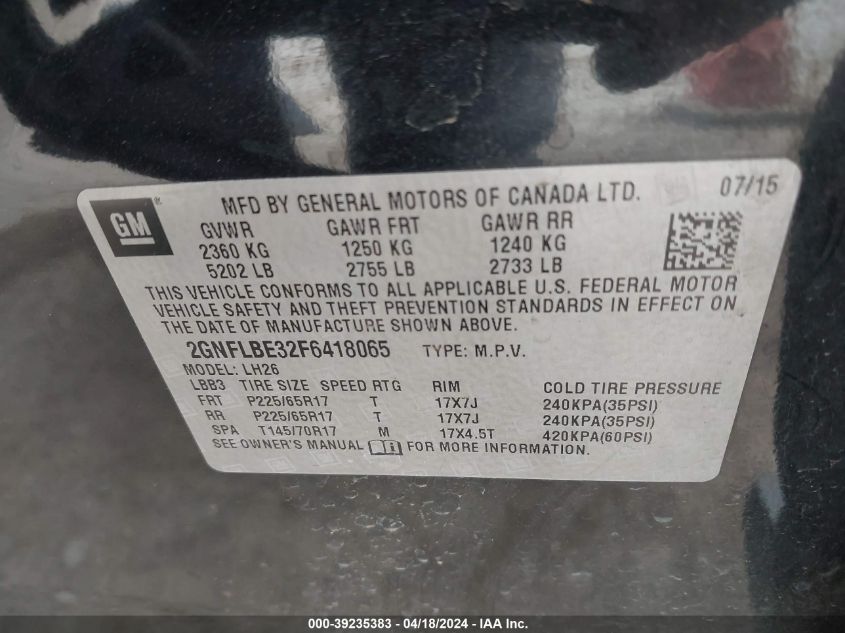 GM
®
MFD BY GENERAL MOTORS OF CANADA LTD. 07/15
GVWR GAWR FRT GAWR RR
2360 KG 1250 KG 1240 KG
5202 LB 2755 LB 2733 LB
THIS VEHICLE CONFORMS TO ALL APPLICABLE U.S. FEDERAL MOTOR
VEHICLE SAFETY AND THEFT PREVENTION STANDARDS IN EFFECT ON
THE DATE OF MANUFACTURE SHOWN ABOVE.
2GNFLBE32F6418065 TYPE: M.P.V.
MODEL: LH26
LBB3 TIRE SIZE SPEED RTG RIM COLD TIRE PRESSURE
FRT P225/65R17 T 17X7J 240KPA(35PSI)
RR P225/65R17 T 17X7J 240KPA(35PSI)
SPA T145/70R17 M 17X4.5T 420KPA(60PSI)
SEE OWNER'S MANUAL FOR MORE INFORMATION.
000-39235383 - 04/18/2024 - IAA Inc.